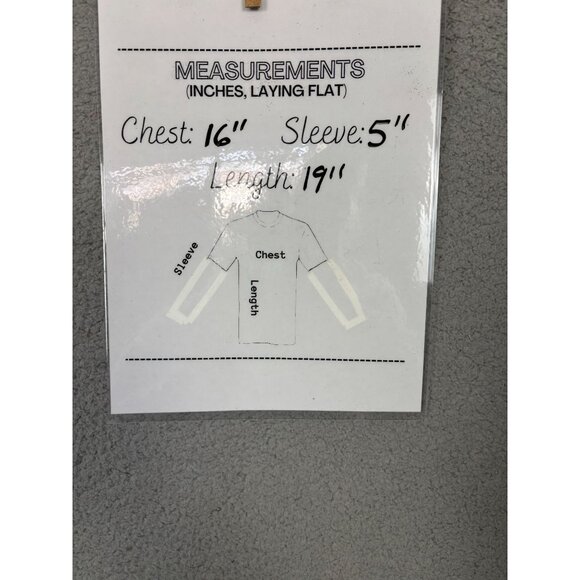 MEASUREMENTS
(INCHES, LAYING FLAT)
Chest: 16" Sleeve: 5"
Length: 19"
Sleeve
Chest
Length